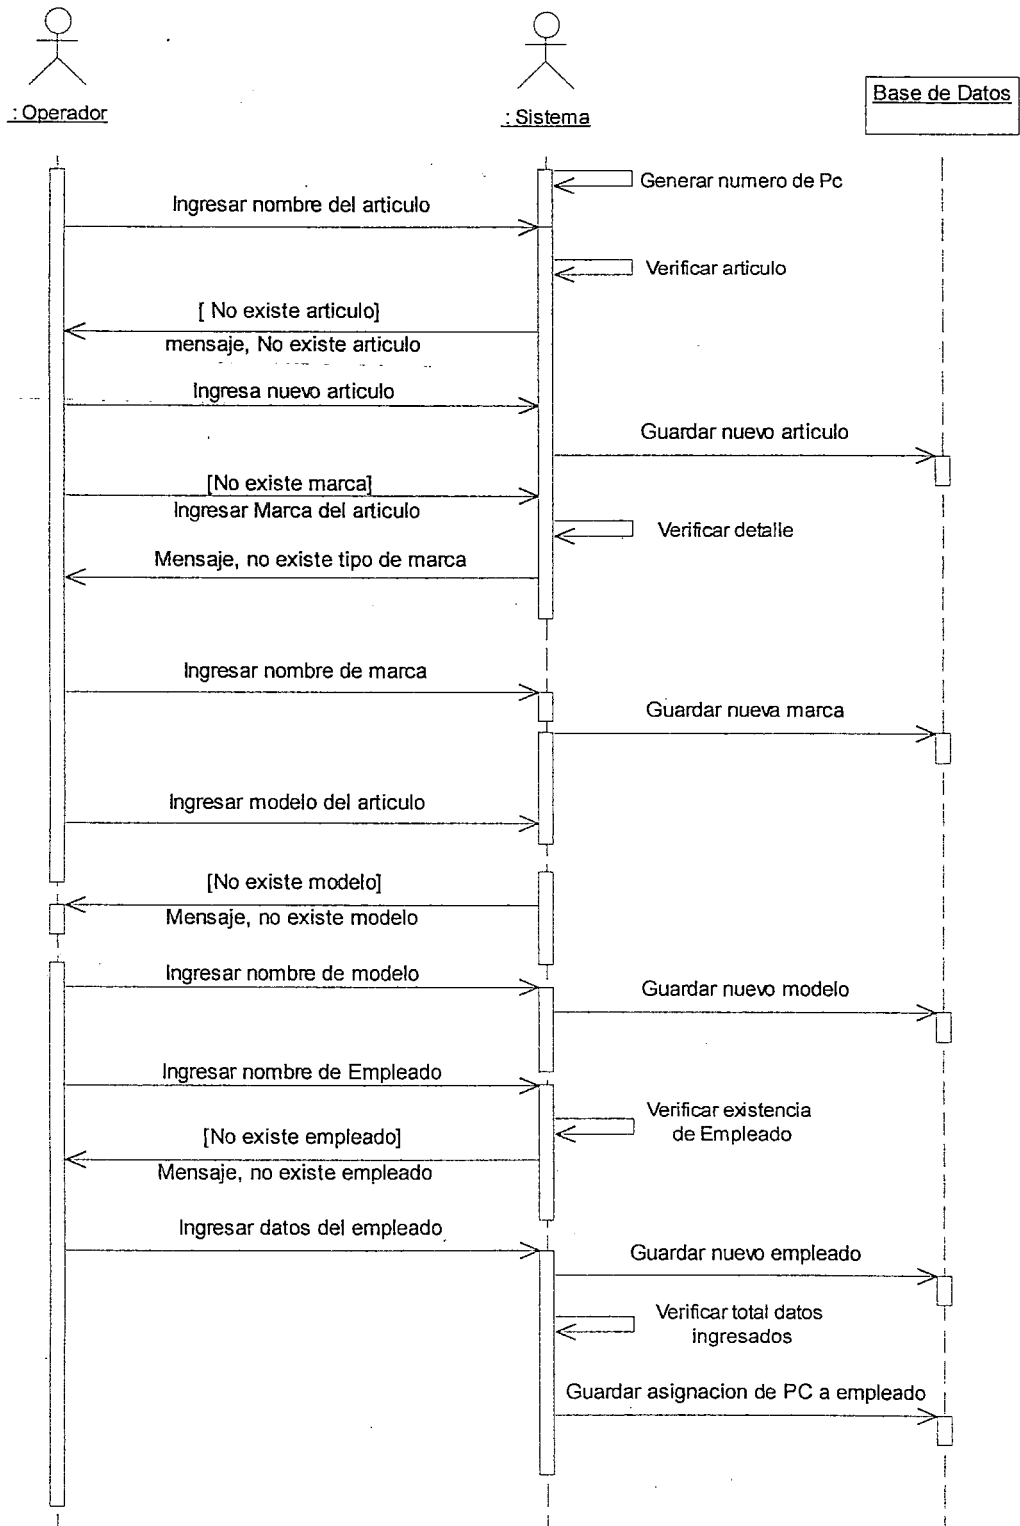 : Operador
: Sistema
Base de Datos
Generar numero de Pc
Ingresar nombre del articulo
Verificar articulo
[ No existe articulo]
mensaje, No existe articulo
Ingresa nuevo articulo
Guardar nuevo articulo
[No existe marca]
Ingresar Marca del articulo
Verificar detalle
Mensaje, no existe tipo de marca
Ingresar nombre de marca
Guardar nueva marca
Ingresar modelo del articulo
[No existe modelo]
Mensaje, no existe modelo
Ingresar nombre de modelo
Guardar nuevo modelo
Ingresar nombre de Empleado
Verificar existencia
de Empleado
[No existe empleado]
Mensaje, no existe empleado
Ingresar datos del empleado
Guardar nuevo empleado
Verificar total datos
ingresados
Guardar asignacion de PC a empleado